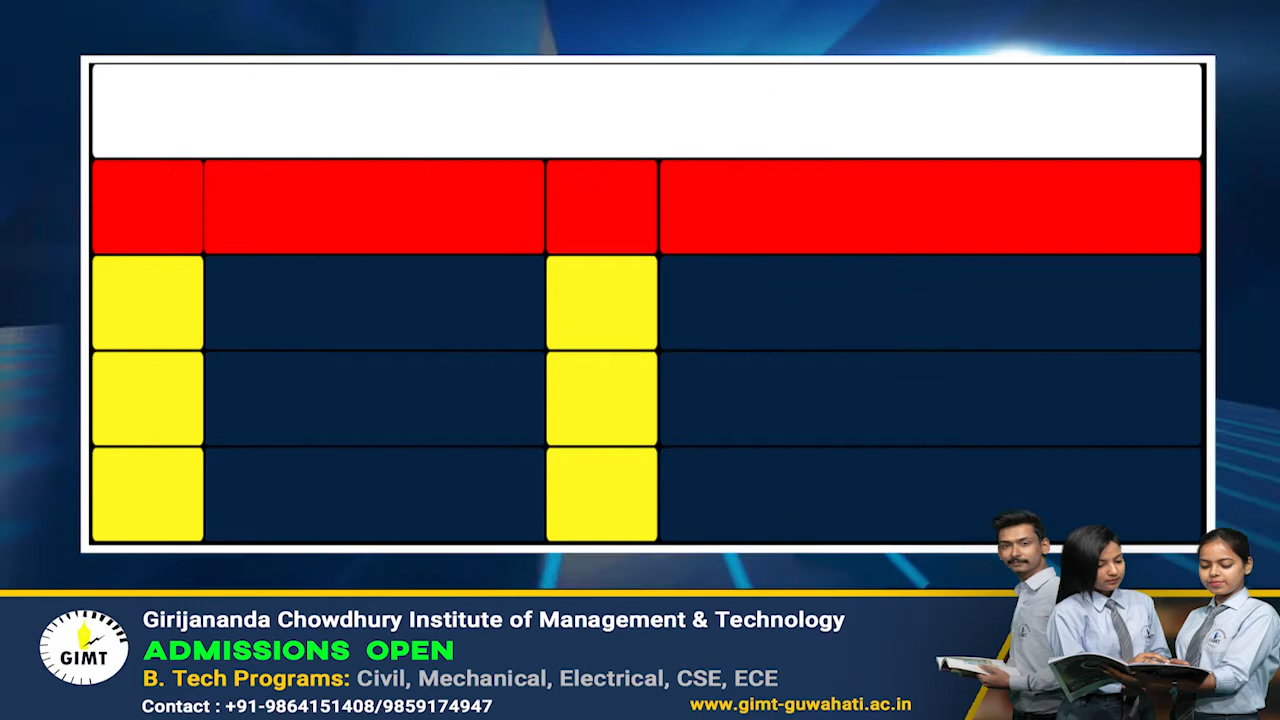 Girijananda Chowdhury Institute of Management & Technology
GIMT
ADMISSIONS OPEN
B. Tech Programs: Civil, Mechanical, Electrical, CSE, ECE
Contact : +91-9864151408/9859174947
www.gimt-guwahati.ac.in